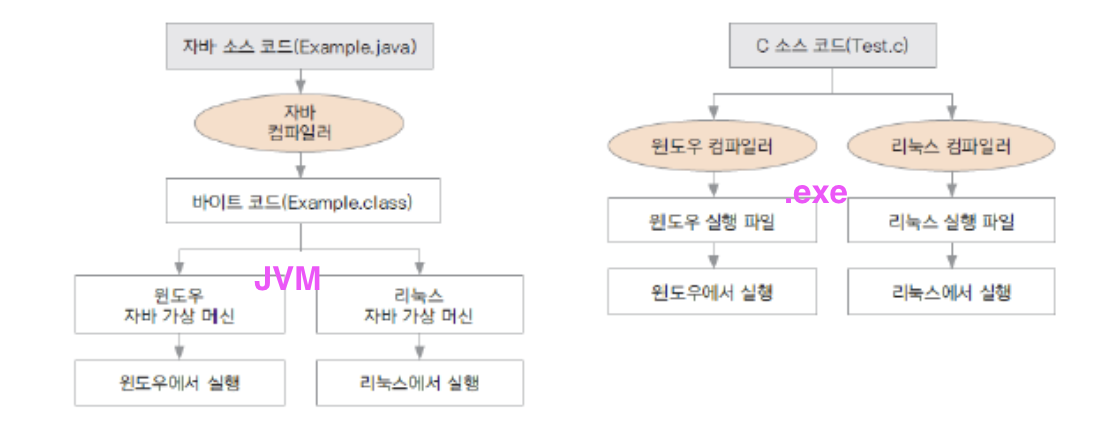 자바 소스 코드(Example.java)
자바
컴파일러
바이트 코드(Example.class)
JVM
윈도우
자바 가상 머신
리눅스
자바 가상 머신
윈도우에서 실행
리눅스에서 실행
C 소스 코드(Test.c)
윈도우 컴파일러
리눅스 컴파일러
.exe
윈도우 실행 파일
리눅스 실행 파일
윈도우에서 실행
리눅스에서 실행